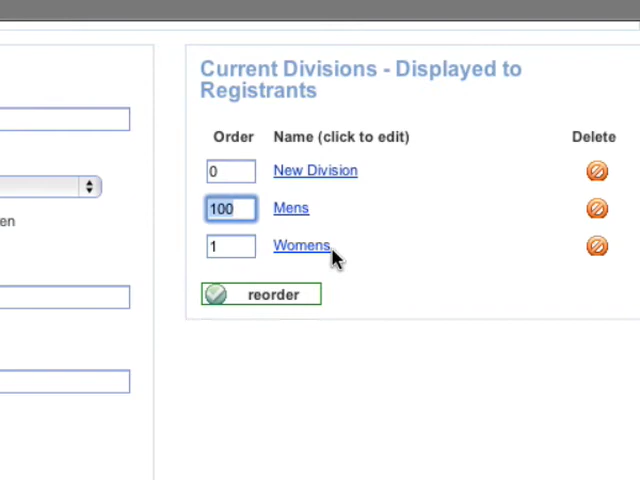 Current Divisions - Displayed to
Registrants
Order Name (click to edit) Delete
0 New Division
en
100 Mens
1 Womens
reorder